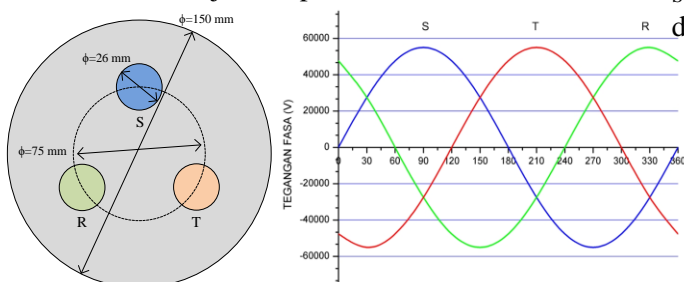 ϕ=150 mm
ϕ=26 mm
S
ϕ=75 mm
R
T
d
S
T
R
TEGANGAN FASA (V)
60000
40000
20000
0
-20000
-40000
-60000
0 30 60 90 120 150 180 210 240 270 300 330 360